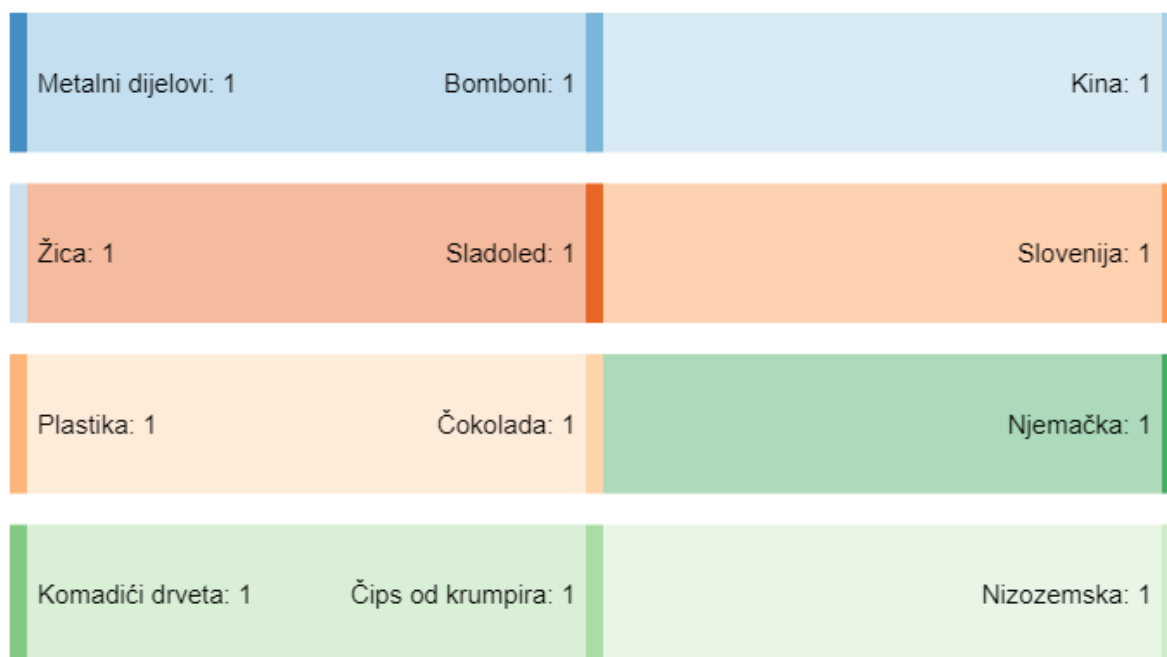 Metalni dijelovi: 1 Bomboni: 1 Kina: 1
Žica: 1 Sladoled: 1 Slovenija: 1
Plastika: 1 Čokolada: 1 Njemačka: 1
Komadići drveta: 1 Čips od krumpira: 1 Nizozemska: 1